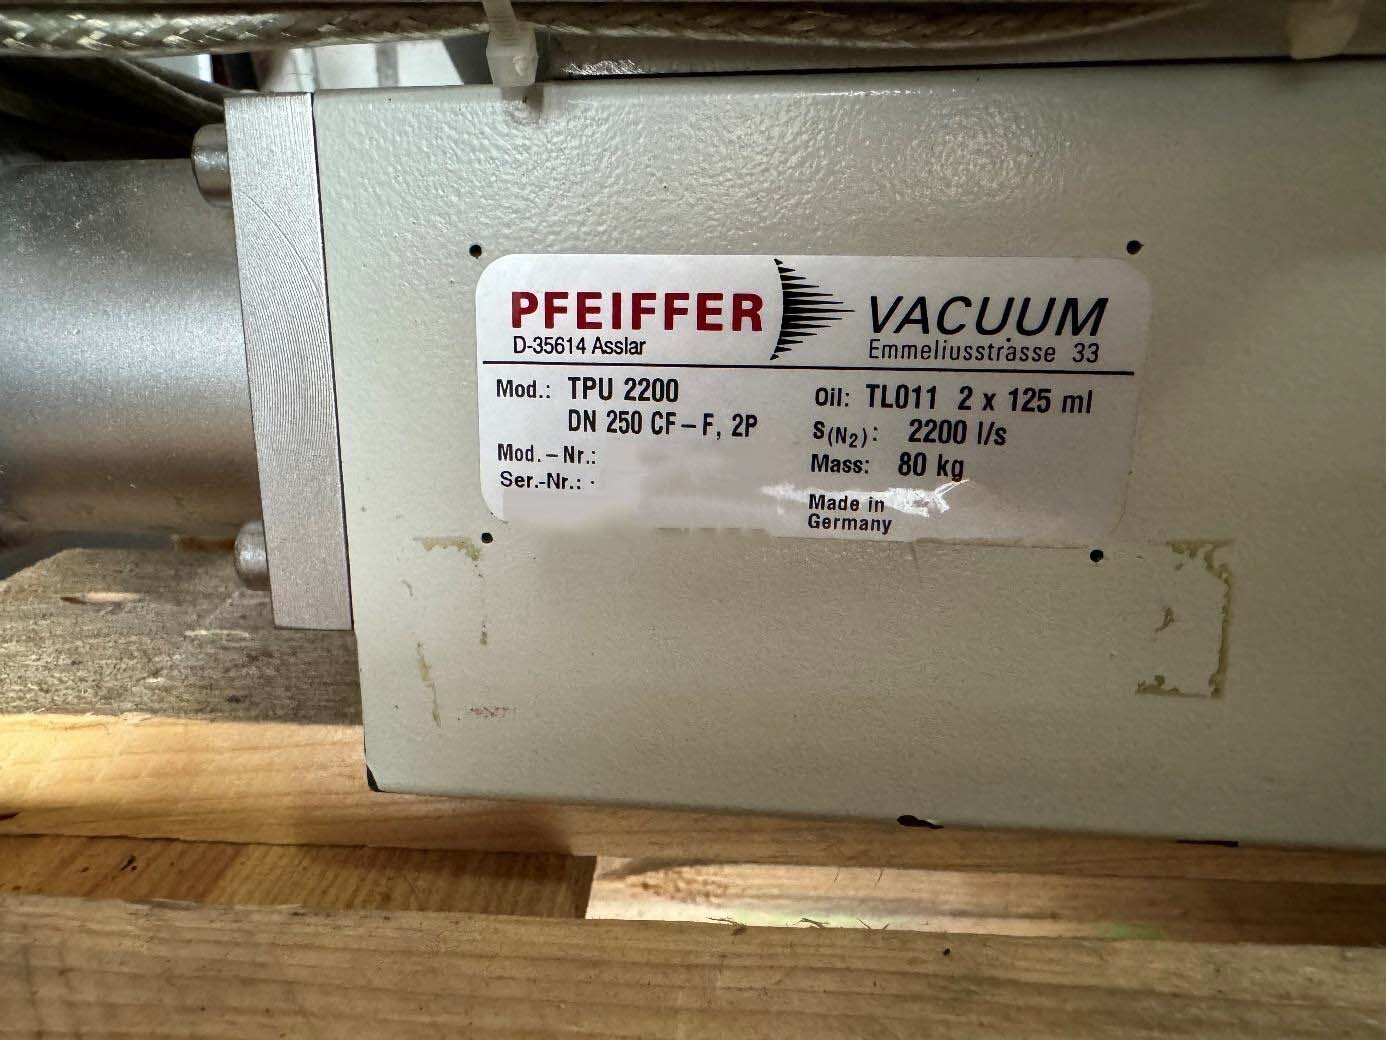 PFEIFFER VACUUM
D-35614 Asslar Emmeliusstrasse 33
Mod.: TPU 2200
DN 250 CF-F, 2P
Mod.-Nr.:
Ser.-Nr.:
Oil: TL011 2 x 125 ml
S(N₂): 2200 l/s
Mass: 80 kg
Made in
Germany